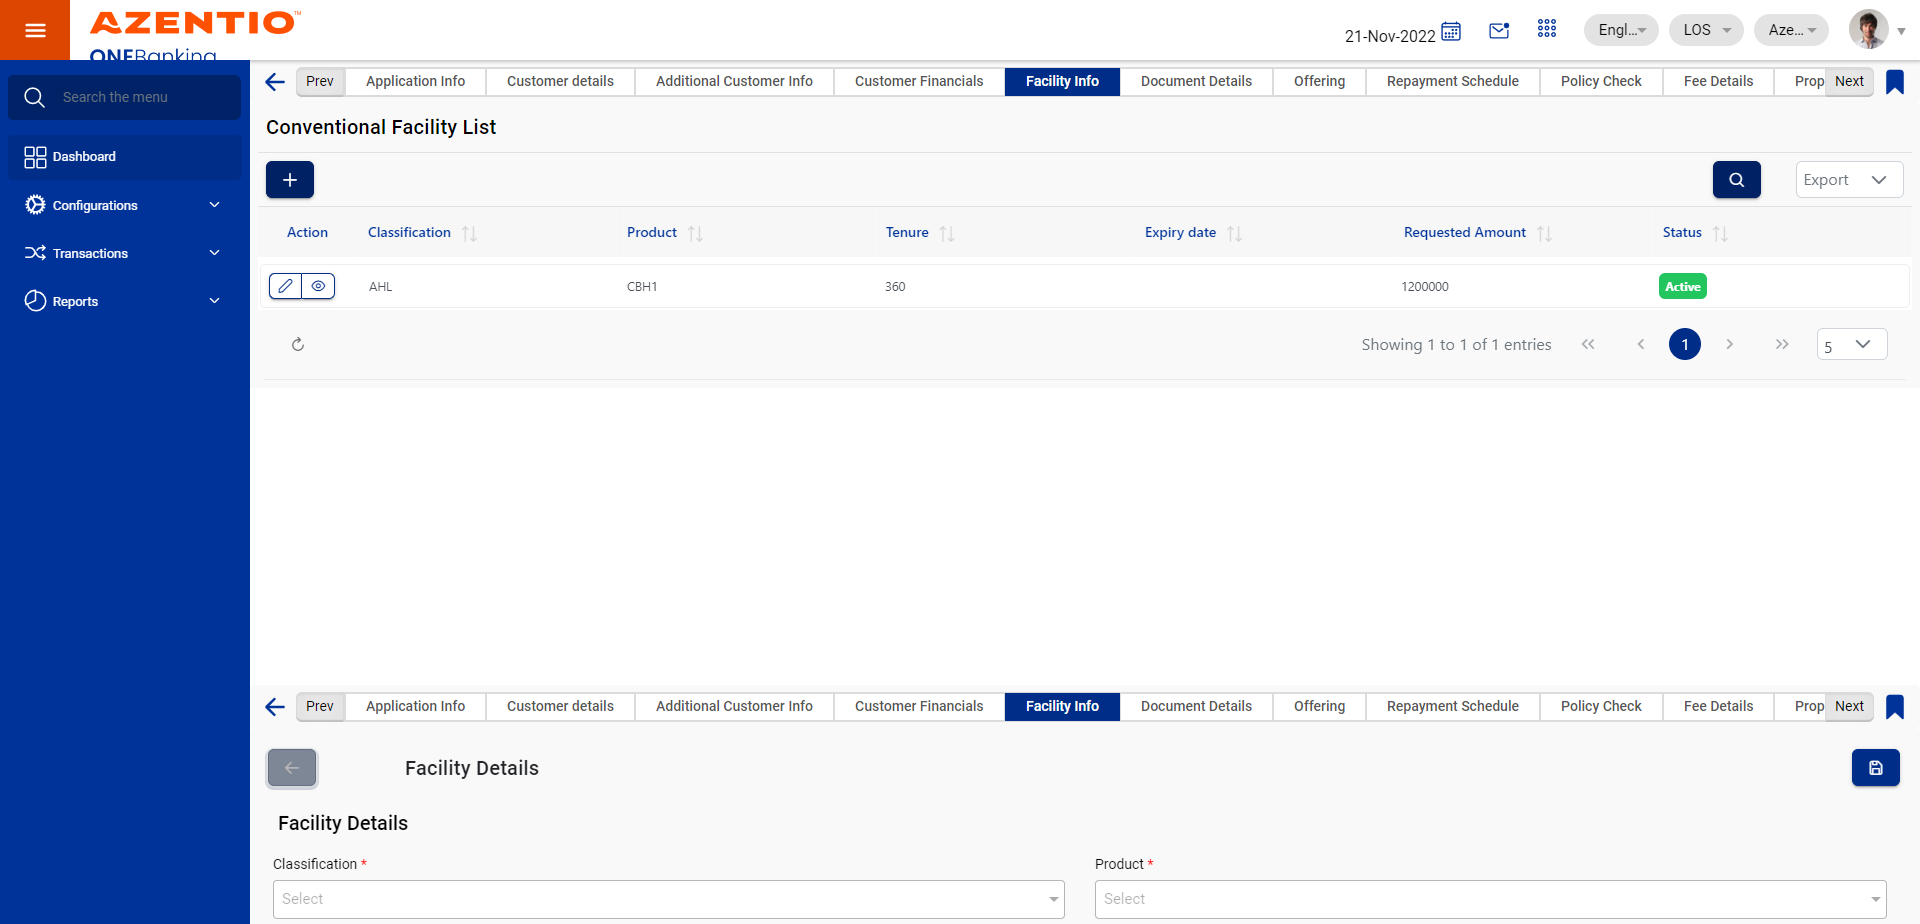 AZENTIO™
ONEBanking
21-Nov-2022
Engl...
LOS
Aze...
Search the menu
Dashboard
Configurations
Transactions
Reports
Prev
Application Info
Customer details
Additional Customer Info
Customer Financials
Facility Info
Document Details
Offering
Repayment Schedule
Policy Check
Fee Details
Prop
Next
Conventional Facility List
Export
Action
Classification
Product
Tenure
Expiry date
Requested Amount
Status
AHL
CBH1
360
1200000
Active
Showing 1 to 1 of 1 entries
1
5
Prev
Application Info
Customer details
Additional Customer Info
Customer Financials
Facility Info
Document Details
Offering
Repayment Schedule
Policy Check
Fee Details
Prop
Next
Facility Details
Facility Details
Classification *
Product *
Select
Select